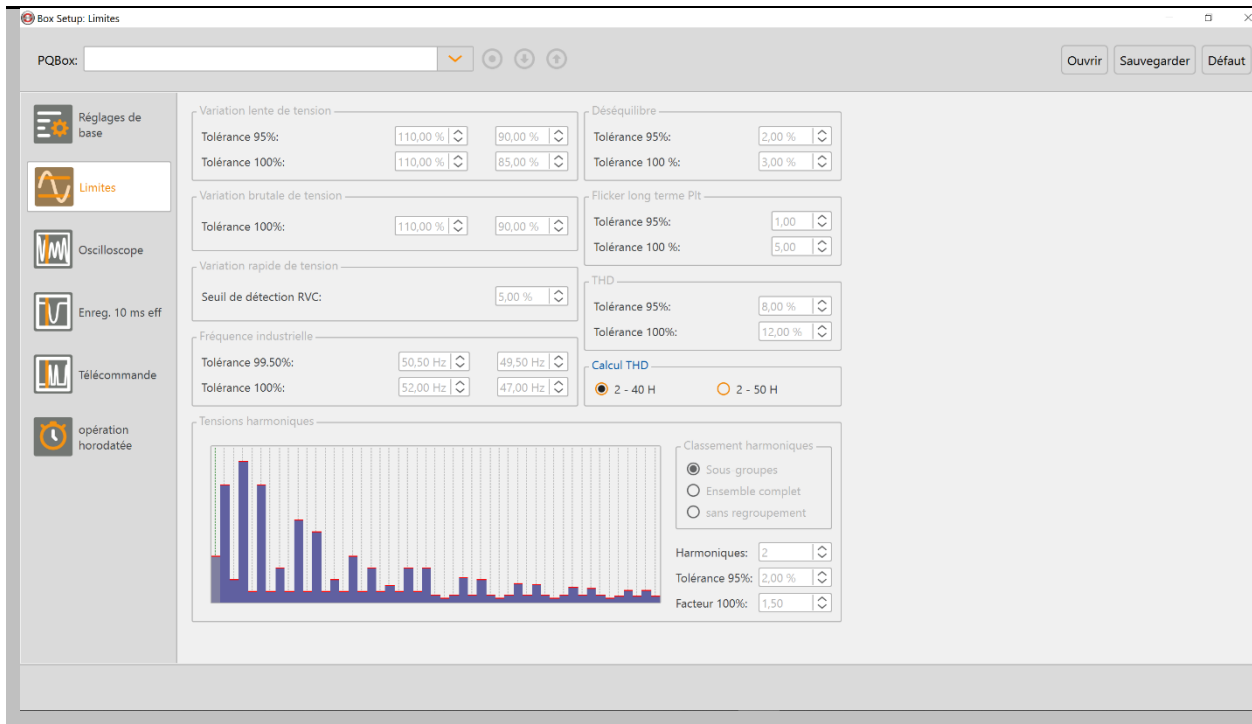 Box Setup: Limites
PQBox:
Ouvrir Sauvegarder Défaut
Réglages de
base
Limites
Oscilloscope
Enreg. 10 ms eff
Télécommande
opération
horodatée
Variation lente de tension
Tolérance 95%: 110,00 % 90,00 %
Tolérance 100%: 110,00 % 85,00 %
Variation brutale de tension
Tolérance 100%: 110,00 % 90,00 %
Variation rapide de tension
Seuil de détection RVC: 5,00 %
Fréquence industrielle
Tolérance 99.50%: 50,50 Hz 49,50 Hz
Tolérance 100%: 52,00 Hz 47,00 Hz
Déséquilibre
Tolérance 95%: 2,00 %
Tolérance 100 %: 3,00 %
Flicker long terme Plt
Tolérance 95%: 1,00
Tolérance 100 %: 5,00
THD
Tolérance 95%: 8,00 %
Tolérance 100%: 12,00 %
Calcul THD
2 - 40 H 2 - 50 H
Tensions harmoniques
Classement harmoniques
Sous-groupes
Ensemble complet
sans regroupement
Harmoniques: 2
Tolérance 95%: 2,00 %
Facteur 100%: 1,50